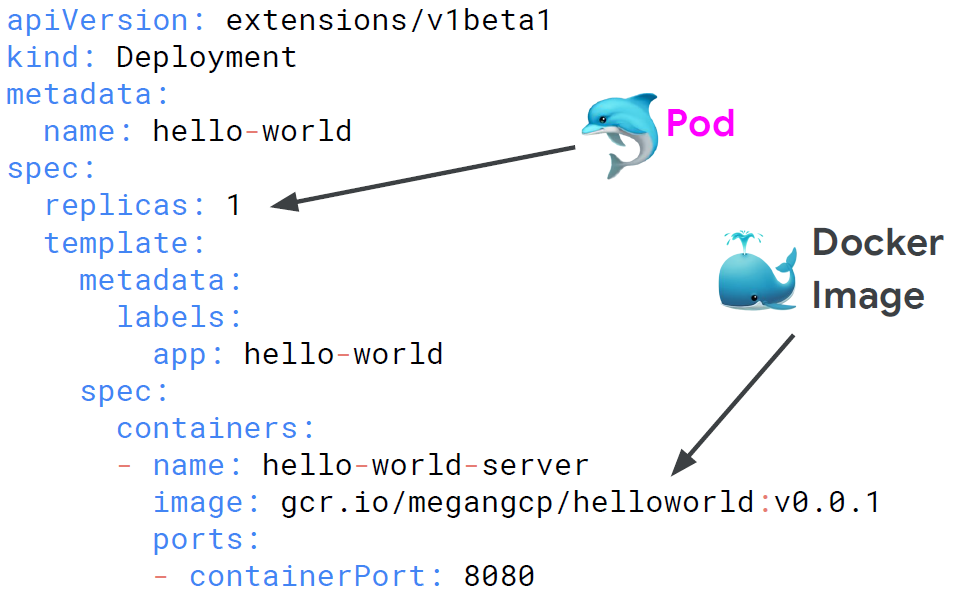 apiVersion: extensions/v1beta1
kind: Deployment
metadata:
  name: hello-world
spec:
  replicas: 1
  template:
    metadata:
      labels:
        app: hello-world
    spec:
      containers:
      - name: hello-world-server
        image: gcr.io/megangcp/helloworld:v0.0.1
        ports:
        - containerPort: 8080
Pod
Docker
Image